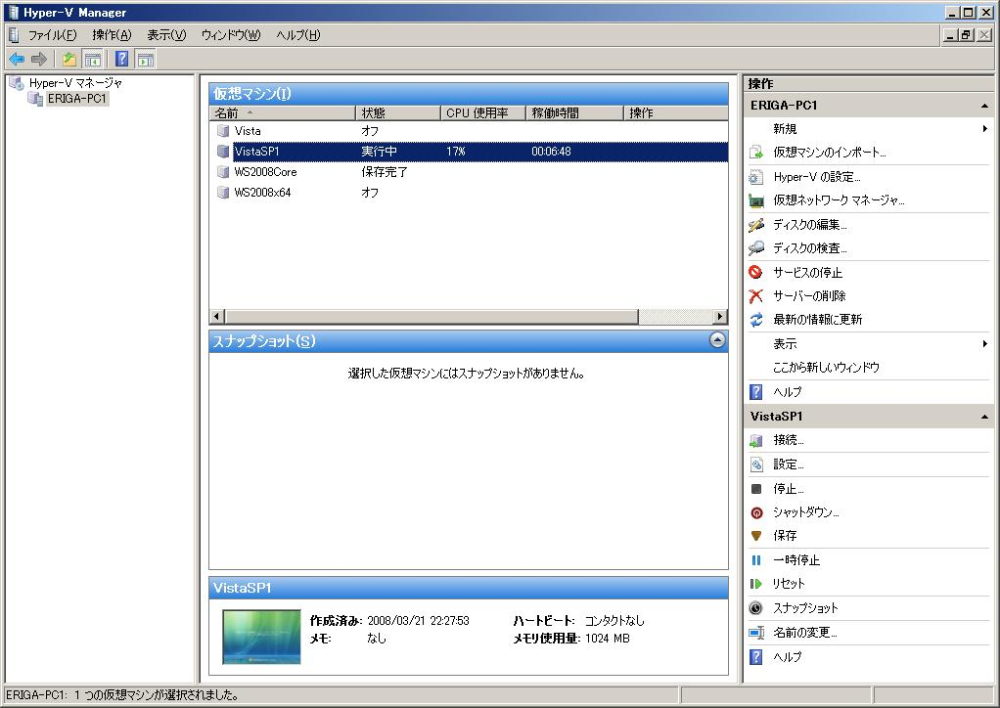 Hyper-V Manager
ファイル(F) 操作(A) 表示(V) ウィンドウ(W) ヘルプ(H)
Hyper-V マネージャ
ERIGA-PC1
仮想マシン(I)
名前 状態 CPU 使用率 稼働時間 操作
Vista オフ
VistaSP1 実行中 17% 00:06:48
WS2008Core 保存完了
WS2008x64 オフ
スナップショット(S)
選択した仮想マシンにはスナップショットがありません。
VistaSP1
作成済み: 2008/03/21 22:27:53 ハートビート: コンタクトなし
メモ: なし メモリ使用量: 1024 MB
操作
ERIGA-PC1
新規
仮想マシンのインポート...
Hyper-V の設定...
仮想ネットワーク マネージャ...
ディスクの編集...
ディスクの検査...
サービスの停止
サーバーの削除
最新の情報に更新
表示
ここから新しいウィンドウ
ヘルプ
VistaSP1
接続...
設定...
停止...
シャットダウン...
保存
一時停止
リセット
スナップショット
名前の変更...
ヘルプ
ERIGA-PC1: 1 つの仮想マシンが選択されました。